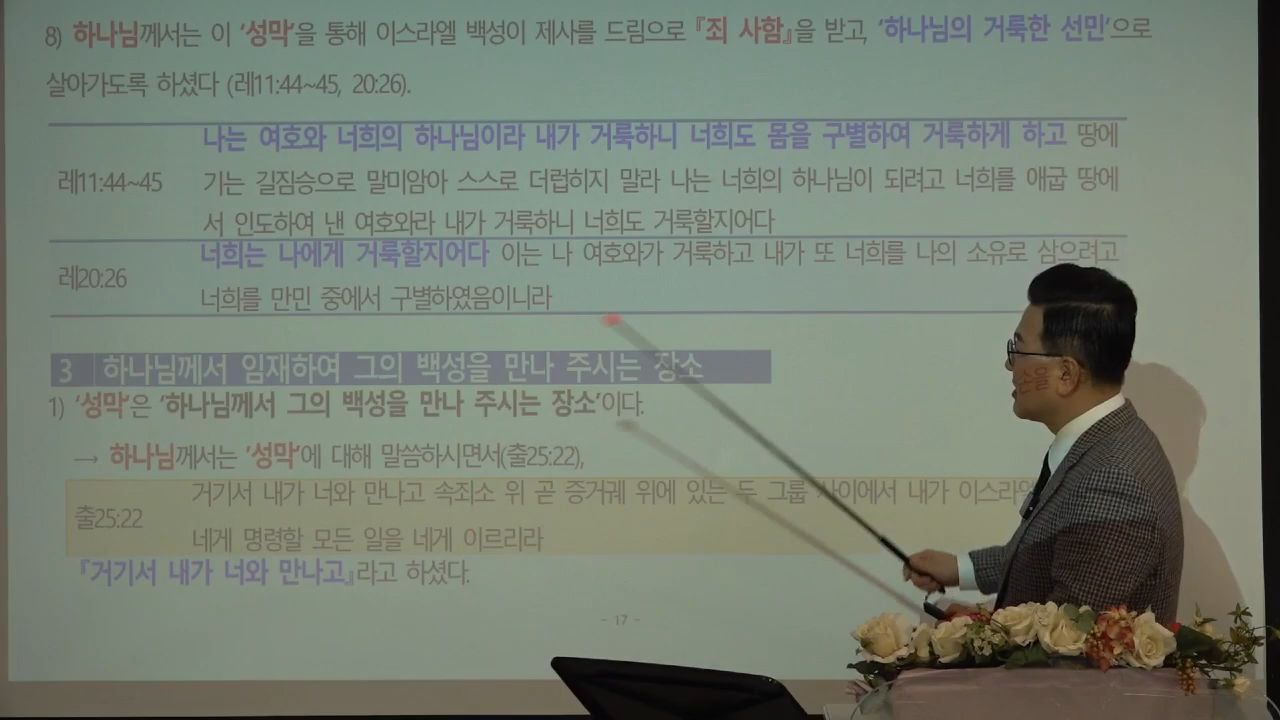 8) 하나님께서는 이 '성막'을 통해 이스라엘 백성이 제사를 드림으로 『죄 사함』을 받고, '하나님의 거룩한 선민'으로
살아가도록 하셨다 (레11:44~45, 20:26).
나는 여호와 너희의 하나님이라 내가 거룩하니 너희도 몸을 구별하여 거룩하게 하고 땅에
레11:44~45 기는 길짐승으로 말미암아 스스로 더럽히지 말라 나는 너희의 하나님이 되려고 너희를 애굽 땅에
서 인도하여 낸 여호와라 내가 거룩하니 너희도 거룩할지어다
너희는 나에게 거룩할지어다 이는 나 여호와가 거룩하고 내가 또 너희를 나의 소유로 삼으려고
레20:26
너희를 만민 중에서 구별하였음이니라
3 하나님께서 임재하여 그의 백성을 만나 주시는 장소
1) '성막'은 '하나님께서 그의 백성을 만나 주시는 장소'이다.
→ 하나님께서는 '성막'에 대해 말씀하시면서(출25:22),
거기서 내가 너와 만나고 속죄소 위 곧 증거궤 위에 있는 두 그룹 사이에서 내가 이스라엘
출25:22
네게 명령할 모든 일을 네게 이르리라
『거기서 내가 너와 만나고』라고 하셨다.
- 17 -